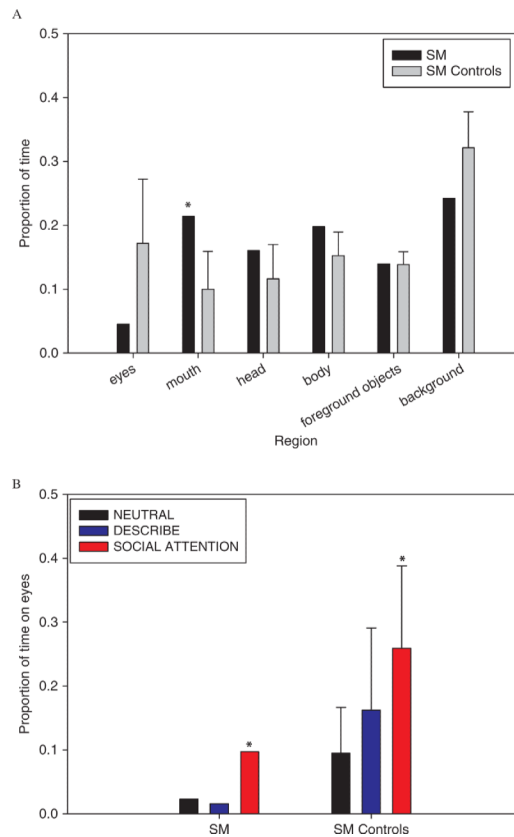 A
0.5
0.4
0.3
0.2
0.1
0.0
Proportion of time
SM
SM Controls
*
eyes
mouth
head
body
foreground objects
background
Region
B
0.5
0.4
0.3
0.2
0.1
0.0
Proportion of time on eyes
NEUTRAL
DESCRIBE
SOCIAL ATTENTION
*
*
SM
SM Controls